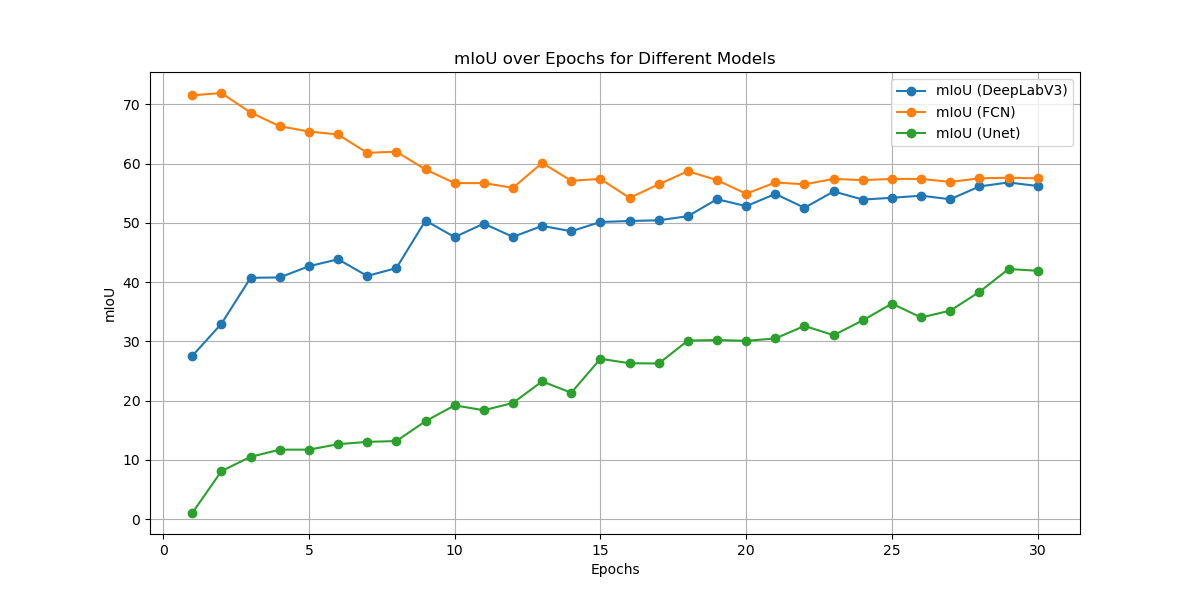 mIoU over Epochs for Different Models
mIoU (DeepLabV3)
mIoU (FCN)
mIoU (Unet)
70
60
50
40
30
20
10
0
mIoU
0 5 10 15 20 25 30
Epochs